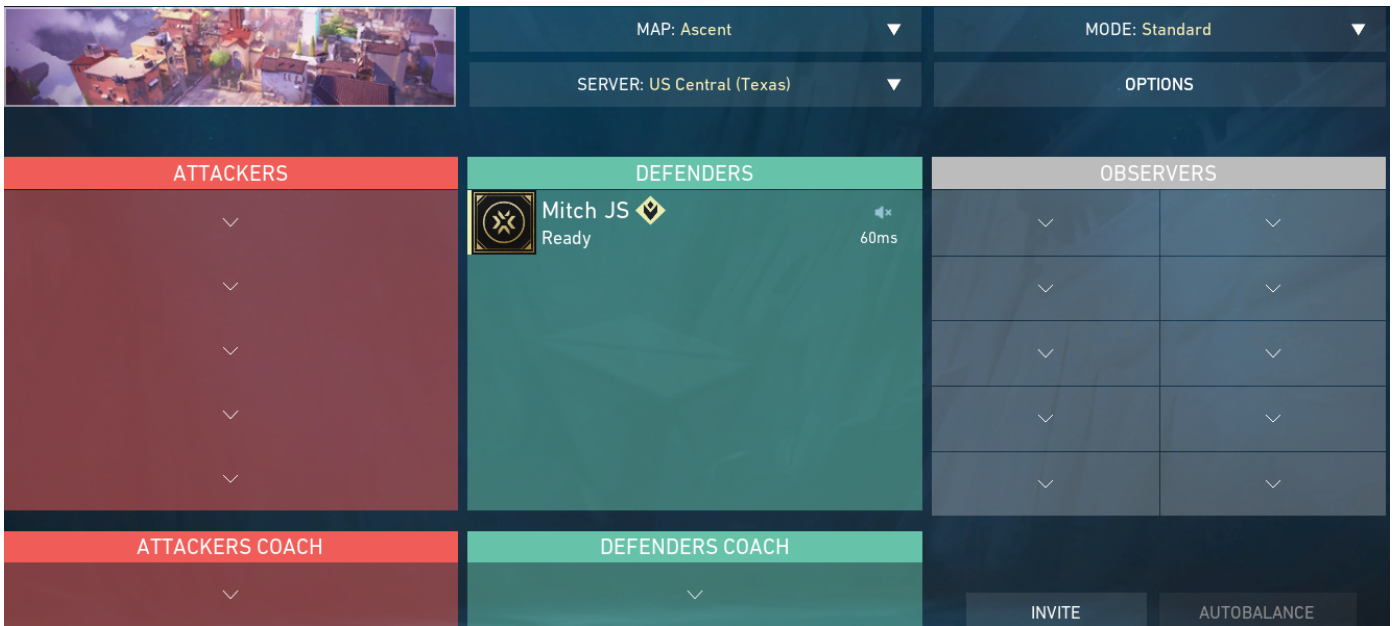 MAP: Ascent
MODE: Standard
SERVER: US Central (Texas)
OPTIONS
ATTACKERS
DEFENDERS
OBSERVERS
Mitch JS
Ready
60ms
ATTACKERS COACH
DEFENDERS COACH
INVITE
AUTOBALANCE